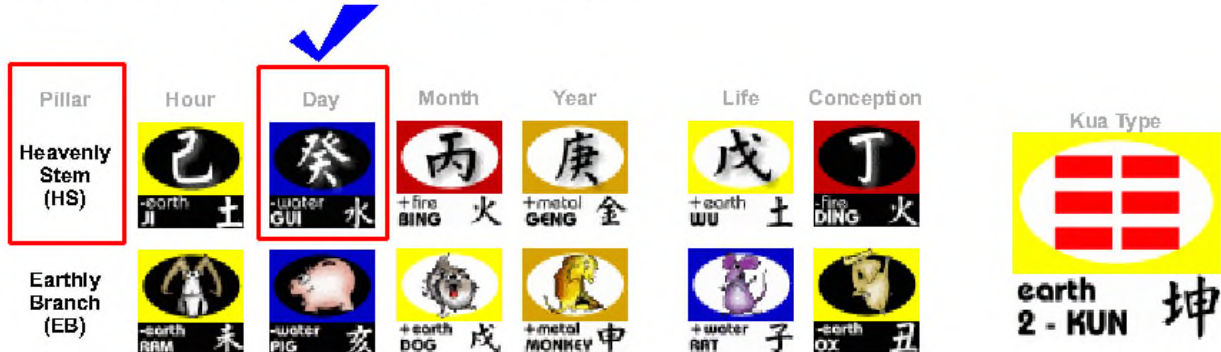 Pillar Hour Day Month Year Life Conception
Kua Type
Heavenly
Stem
(HS)
己 癸 丙 庚 戊 丁
-earth -water +fire +metal +earth -fire
JI 土 GUI 水 BING 火 GENG 金 WU 土 DING 火
Earthly
Branch
(EB)
-earth -water +earth +metal +water -earth
RAM 未 PIG 亥 DOG 戌 MONKEY 申 RAT 子 OX 丑
earth
2 - KUN 坤